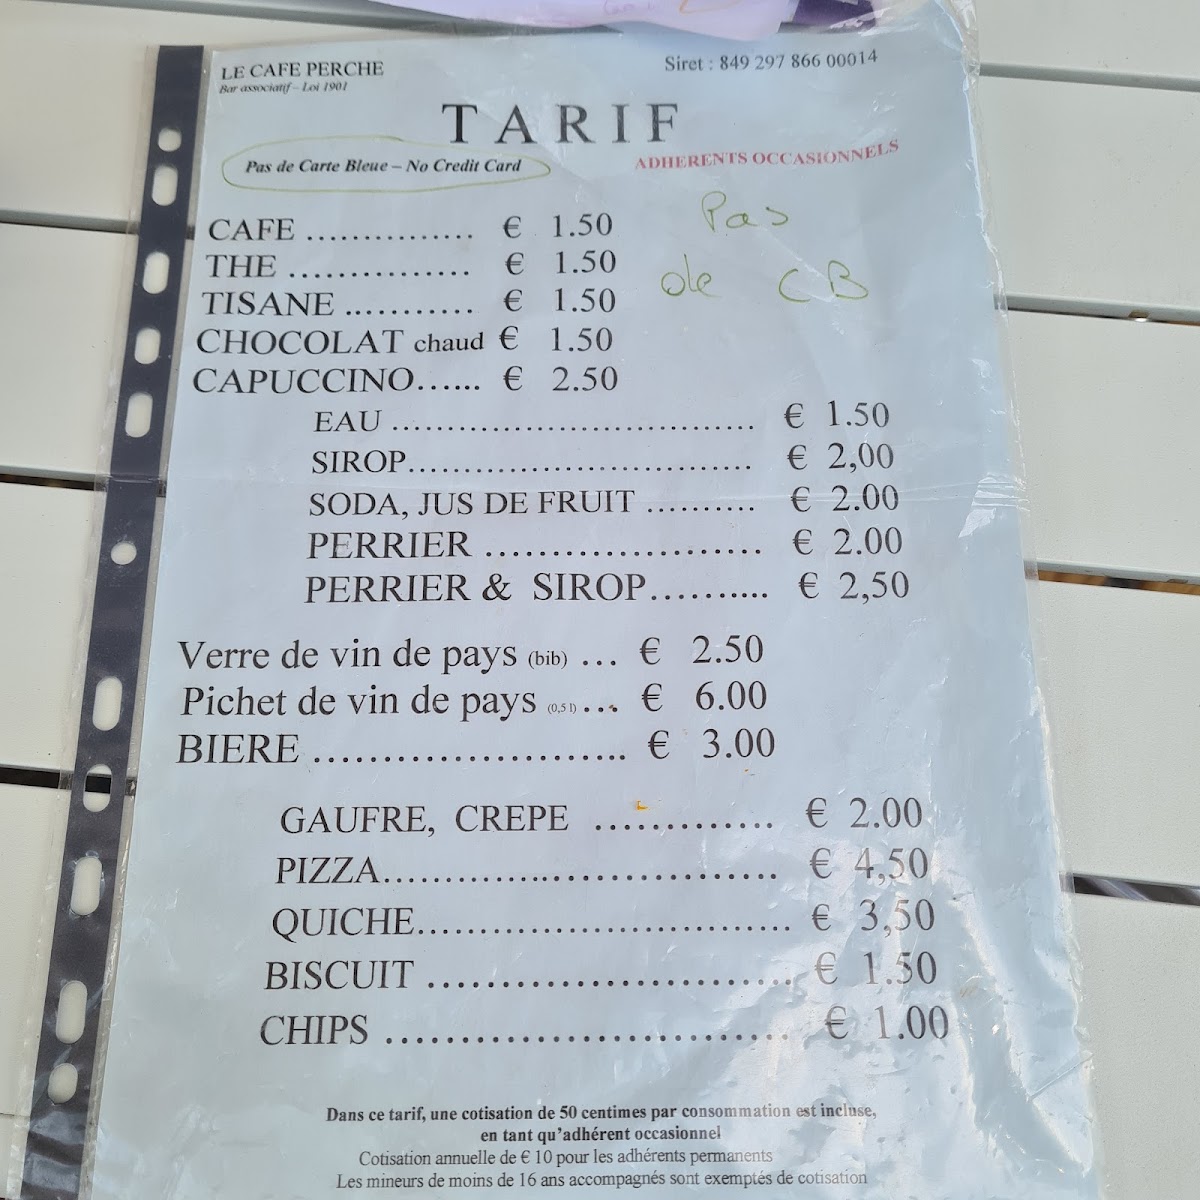 LE CAFE PERCHE
Siret : 849 297 866 00014
Bar associatif – Loi 1901
TARIF
Pas de Carte Bleue – No Credit Card
ADHERENTS OCCASIONNELS
Pas
de CB
CAFE ............... € 1.50
THE ................ € 1.50
TISANE ............ € 1.50
CHOCOLAT chaud € 1.50
CAPUCCINO...... € 2.50
EAU ................................. € 1.50
SIROP............................... € 2,00
SODA, JUS DE FRUIT .......... € 2.00
PERRIER ...................... € 2.00
PERRIER & SIROP.......... € 2,50
Verre de vin de pays (bib) ... € 2.50
Pichet de vin de pays (0,5 l) ... € 6.00
BIERE ...................... € 3.00
GAUFRE, CREPE ............. € 2.00
PIZZA............................. € 4,50
QUICHE............................. € 3,50
BISCUIT .......................... € 1.50
CHIPS ............................ € 1.00
Dans ce tarif, une cotisation de 50 centimes par consommation est incluse,
en tant qu'adhérent occasionnel
Cotisation annuelle de € 10 pour les adhérents permanents
Les mineurs de moins de 16 ans accompagnés sont exemptés de cotisation